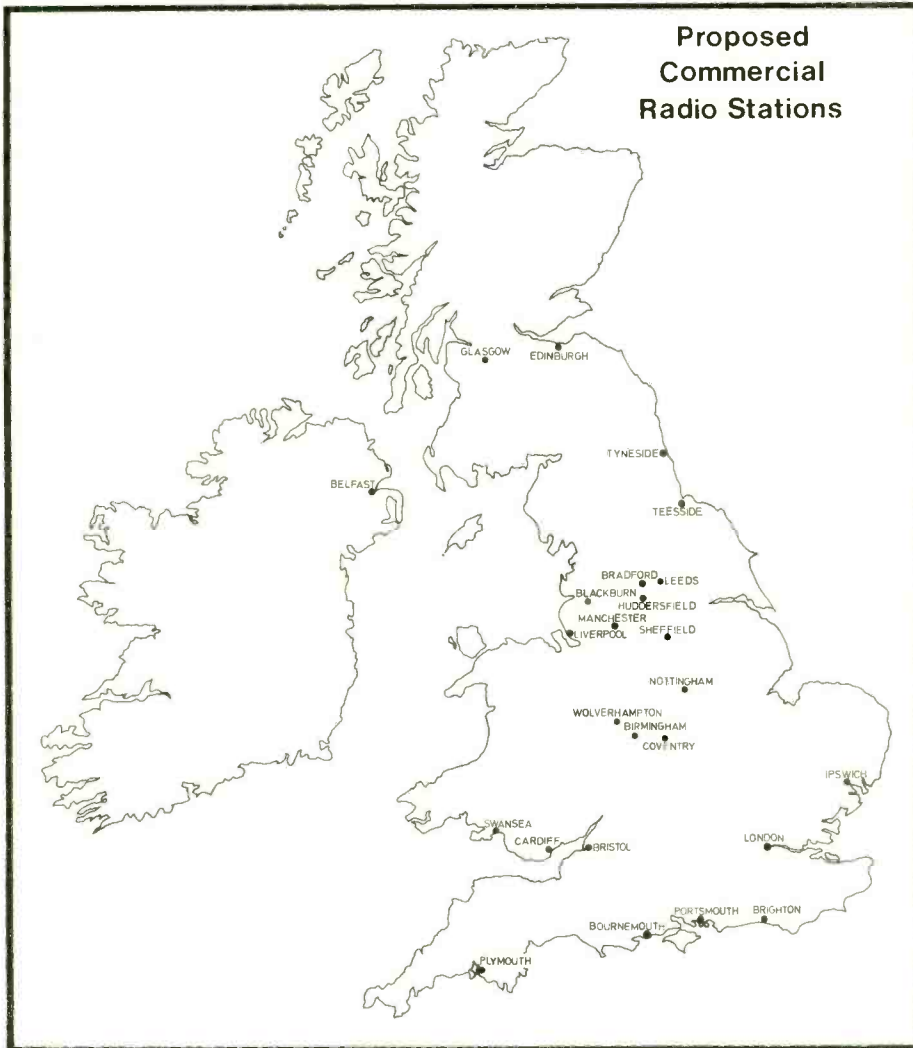 Proposed
Commercial
Radio Stations
GLASGOW
EDINBURGH
TYNESIDE
BELFAST
TEESSIDE
BRADFORD
LEEDS
BLACKBURN
HUDDERSFIELD
MANCHESTER
LIVERPOOL
SHEFFIELD
NOTTINGHAM
WOLVERHAMPTON
BIRMINGHAM
COVENTRY
IPSWICH
SWANSEA
CARDIFF
BRISTOL
LONDON
PORTSMOUTH
BRIGHTON
BOURNEMOUTH
PLYMOUTH